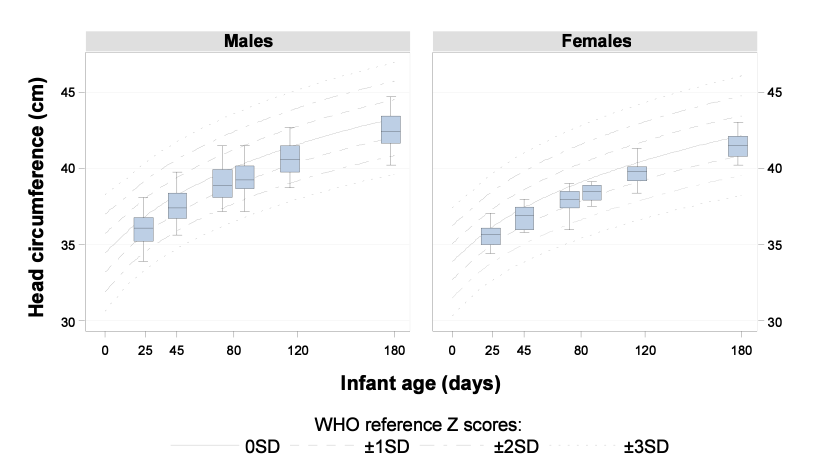 Males Females
Head circumference (cm)
45 45
40 40
35 35
30 30
0 25 45 80 120 180 0 25 45 80 120 180
Infant age (days)
WHO reference Z scores:
0SD ±1SD ±2SD ±3SD